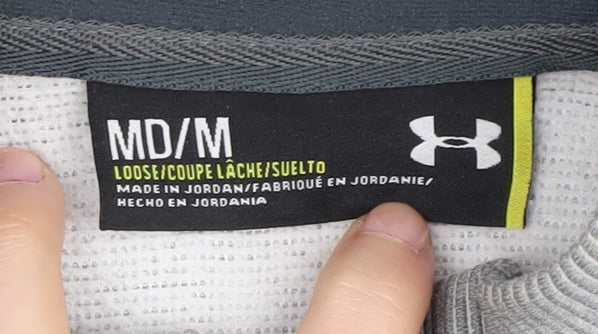 MD/M
LOOSE/COUPE LÂCHE/SUELTO
MADE IN JORDAN/FABRIQUÉ EN JORDANIE/
HECHO EN JORDANIA